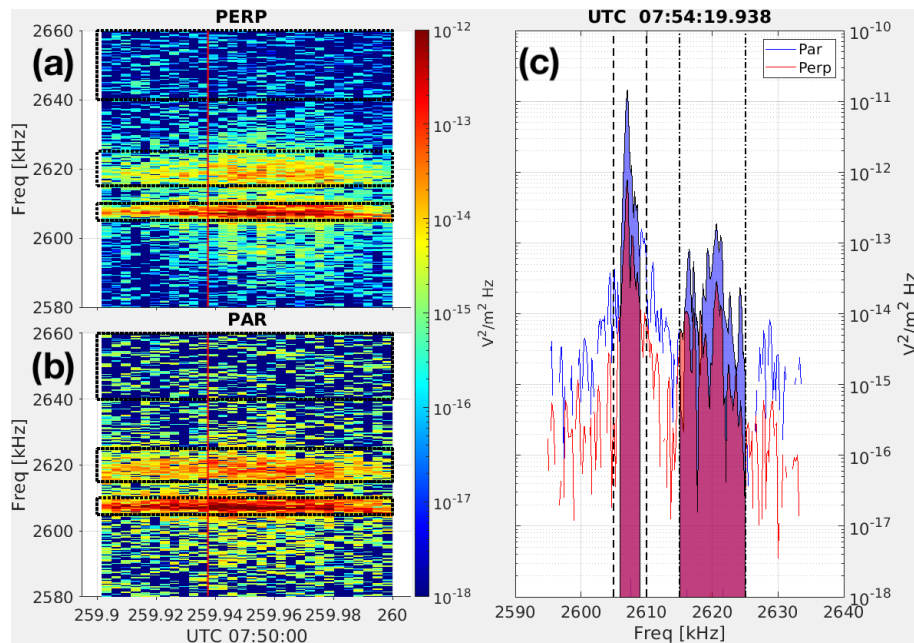 PERP
(a)
2660
2640
2620
2600
2580
Freq [kHz]
10^-12
10^-13
10^-14
10^-15
10^-16
10^-17
10^-18
V^2/m^2 Hz
PAR
(b)
2660
2640
2620
2600
2580
Freq [kHz]
259.9 259.92 259.94 259.96 259.98 260
UTC 07:50:00
UTC 07:54:19.938
(c)
Par
Perp
10^-10
10^-11
10^-12
10^-13
10^-14
10^-15
10^-16
10^-17
10^-18
V^2/m^2 Hz
2590 2600 2610 2620 2630 2640
Freq [kHz]